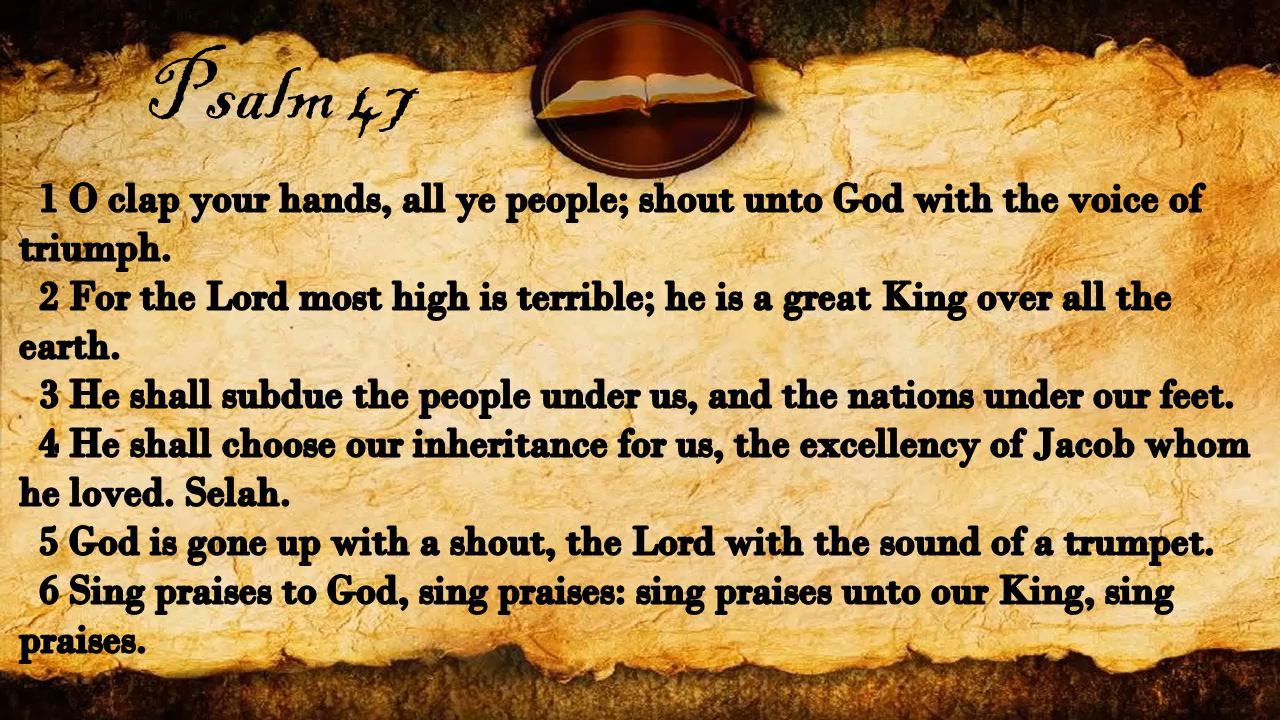 Psalm 47
1 O clap your hands, all ye people; shout unto God with the voice of
triumph.
2 For the Lord most high is terrible; he is a great King over all the
earth.
3 He shall subdue the people under us, and the nations under our feet.
4 He shall choose our inheritance for us, the excellency of Jacob whom
he loved. Selah.
5 God is gone up with a shout, the Lord with the sound of a trumpet.
6 Sing praises to God, sing praises: sing praises unto our King, sing
praises.